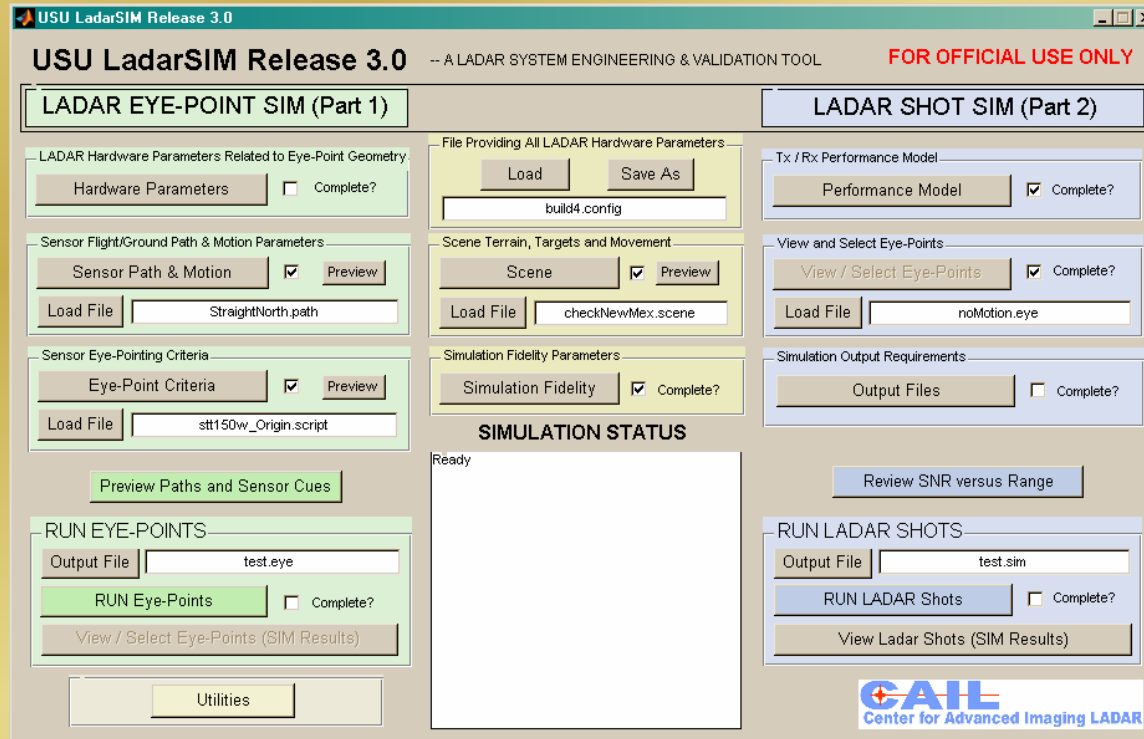 USU LadarSIM Release 3.0
USU LadarSIM Release 3.0
-- A LADAR SYSTEM ENGINEERING & VALIDATION TOOL
FOR OFFICIAL USE ONLY
LADAR EYE-POINT SIM (Part 1)
LADAR SHOT SIM (Part 2)
LADAR Hardware Parameters Related to Eye-Point Geometry
Hardware Parameters
Complete?
Sensor Flight/Ground Path & Motion Parameters
Sensor Path & Motion
Preview
Load File
StraightNorth.path
Sensor Eye-Pointing Criteria
Eye-Point Criteria
Preview
Load File
stt150w_Origin.script
Preview Paths and Sensor Cues
RUN EYE-POINTS
Output File
test.eye
RUN Eye-Points
Complete?
View / Select Eye-Points (SIM Results)
Utilities
File Providing All LADAR Hardware Parameters
Load
Save As
build4.config
Scene Terrain, Targets and Movement
Scene
Preview
Load File
checkNewMex.scene
Simulation Fidelity Parameters
Simulation Fidelity
Complete?
SIMULATION STATUS
Ready
Tx / Rx Performance Model
Performance Model
Complete?
View and Select Eye-Points
View / Select Eye-Points
Complete?
Load File
noMotion.eye
Simulation Output Requirements
Output Files
Complete?
Review SNR versus Range
RUN LADAR SHOTS
Output File
test.sim
RUN LADAR Shots
Complete?
View Ladar Shots (SIM Results)
CAIL
Center for Advanced Imaging LADAR